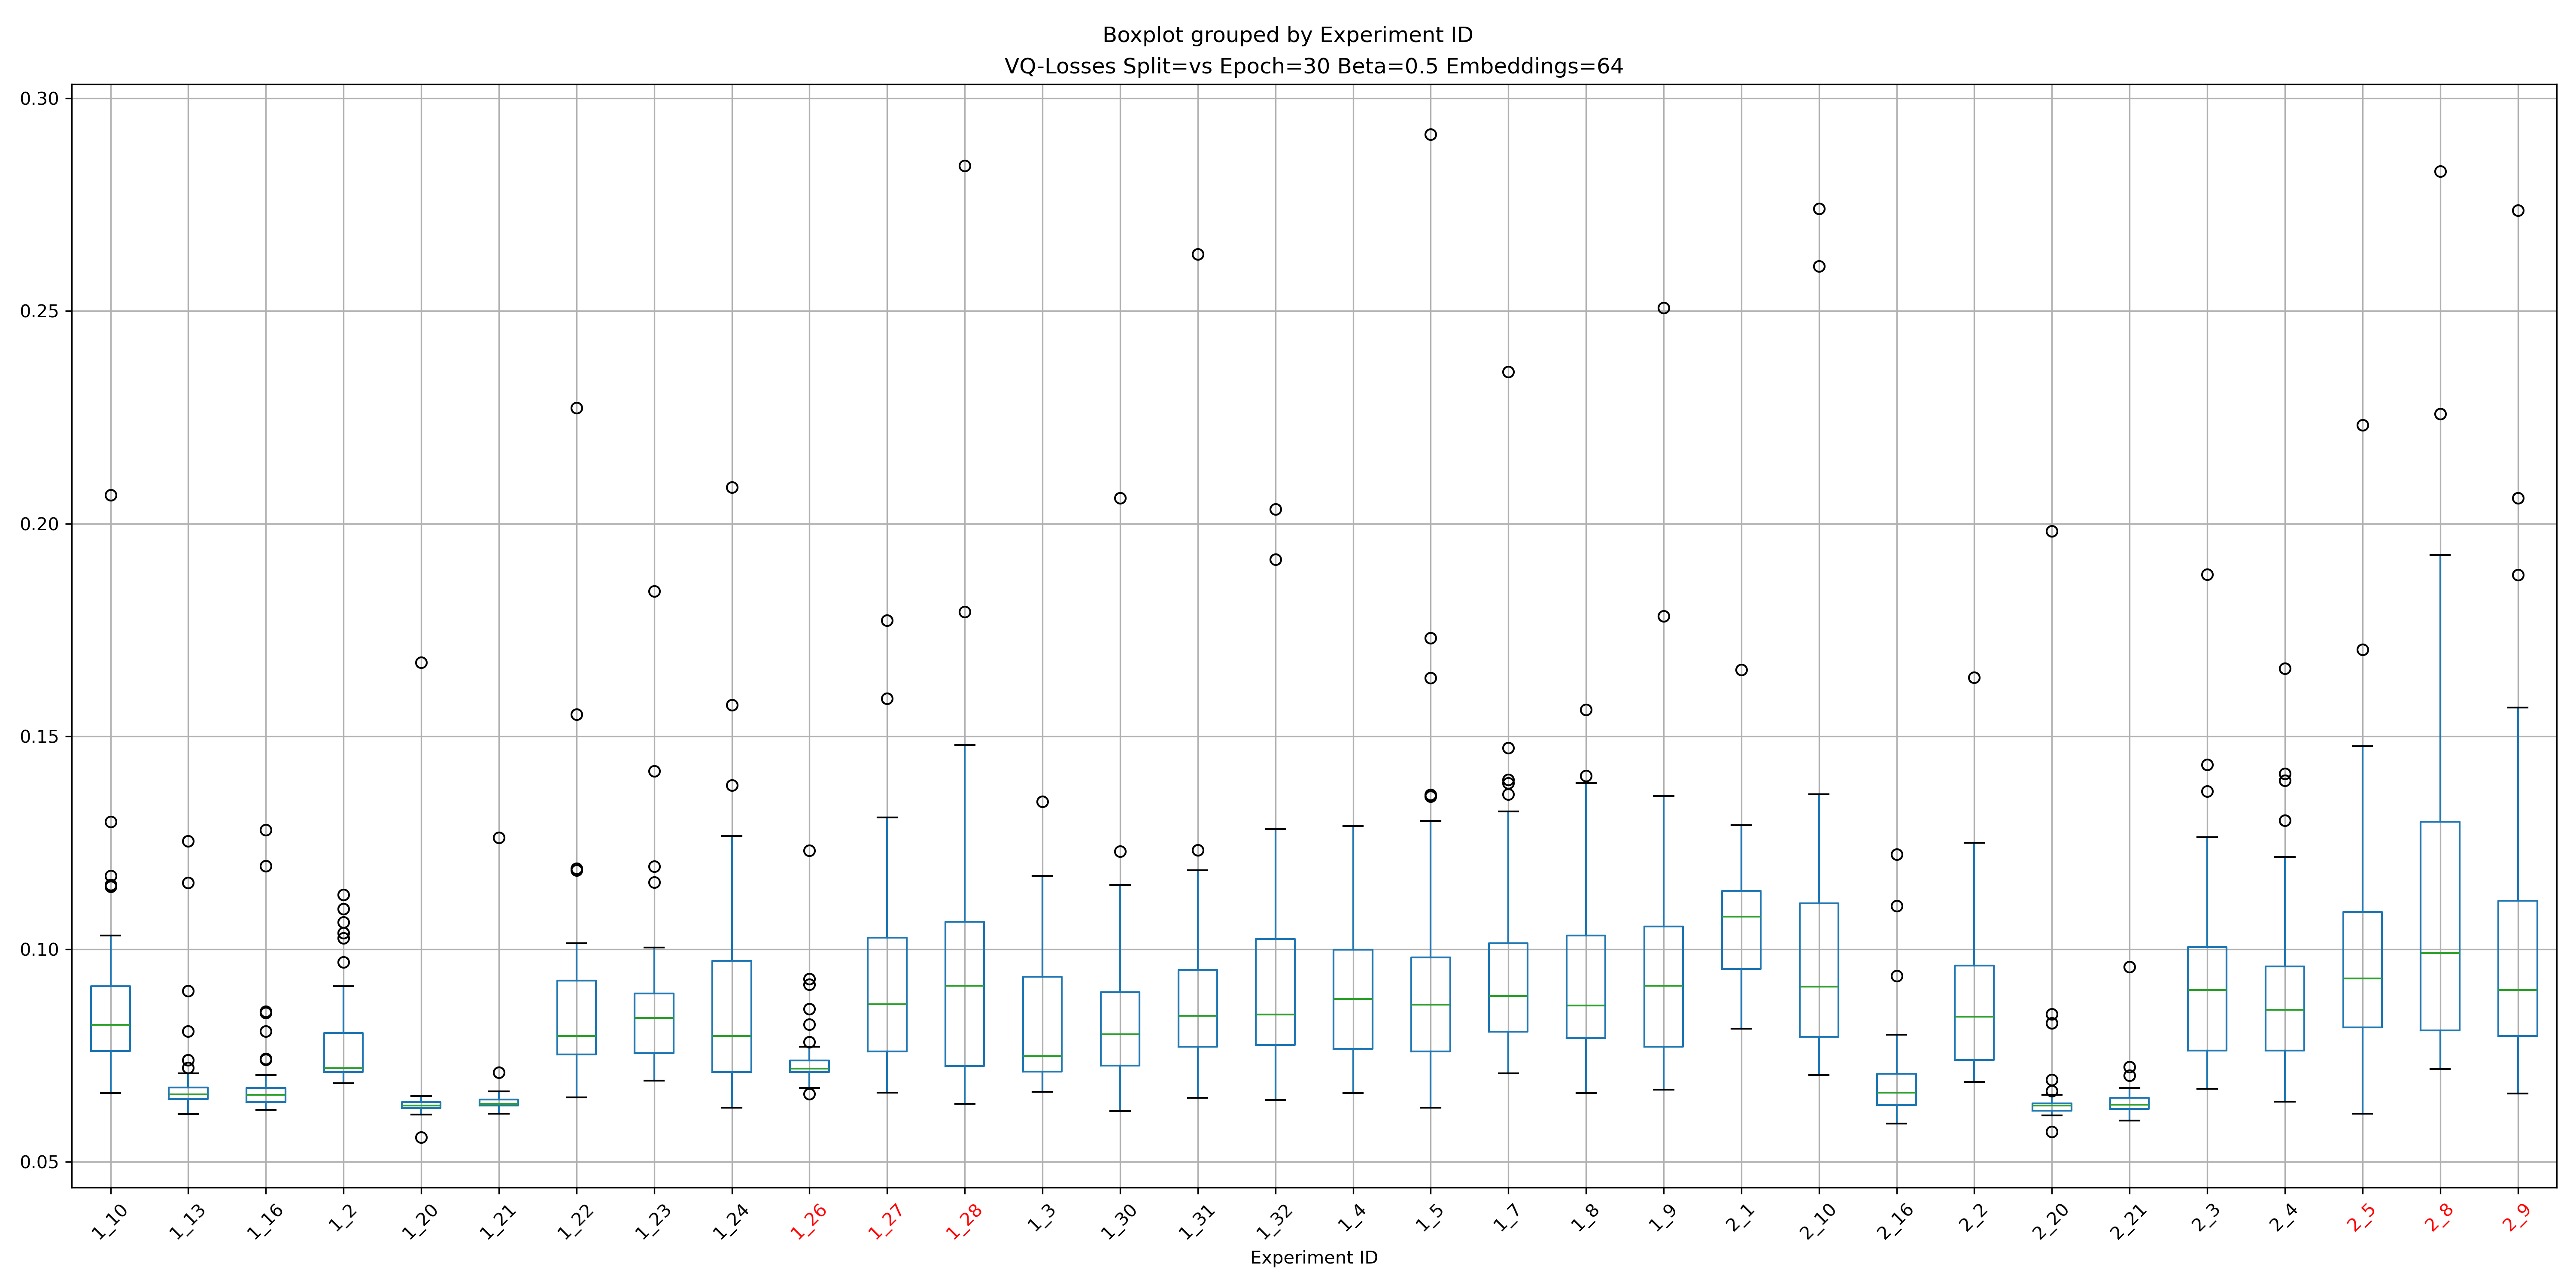 Boxplot grouped by Experiment ID
VQ-Losses Split=vs Epoch=30 Beta=0.5 Embeddings=64
0.30
0.25
0.20
0.15
0.10
0.05
1_10 1_13 1_16 1_2 1_20 1_21 1_22 1_23 1_24 1_26 1_27 1_28 1_3 1_30 1_31 1_32 1_4 1_5 1_7 1_8 1_9 2_1 2_10 2_16 2_2 2_20 2_21 2_3 2_4 2_5 2_8 2_9
Experiment ID